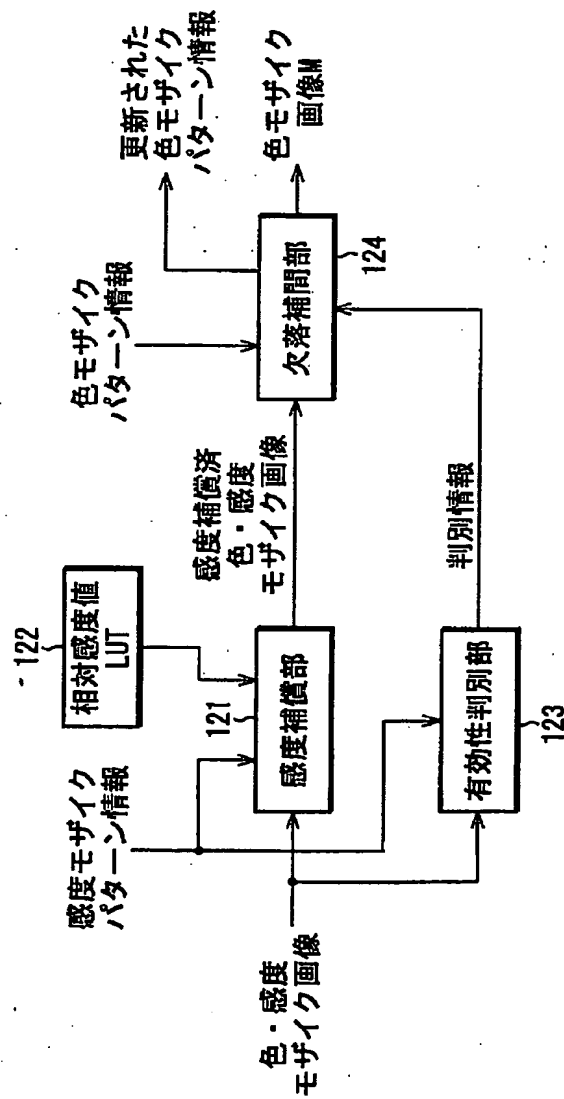 色・感度
モザイク画像
感度モザイク
パターン情報
122
相対感度値
LUT
121
感度補償部
有効性判別部
123
感度補償済
色・感度
モザイク画像
判別情報
色モザイク
パターン情報
欠落補間部
124
更新された
色モザイク
パターン情報
色モザイク
画像M